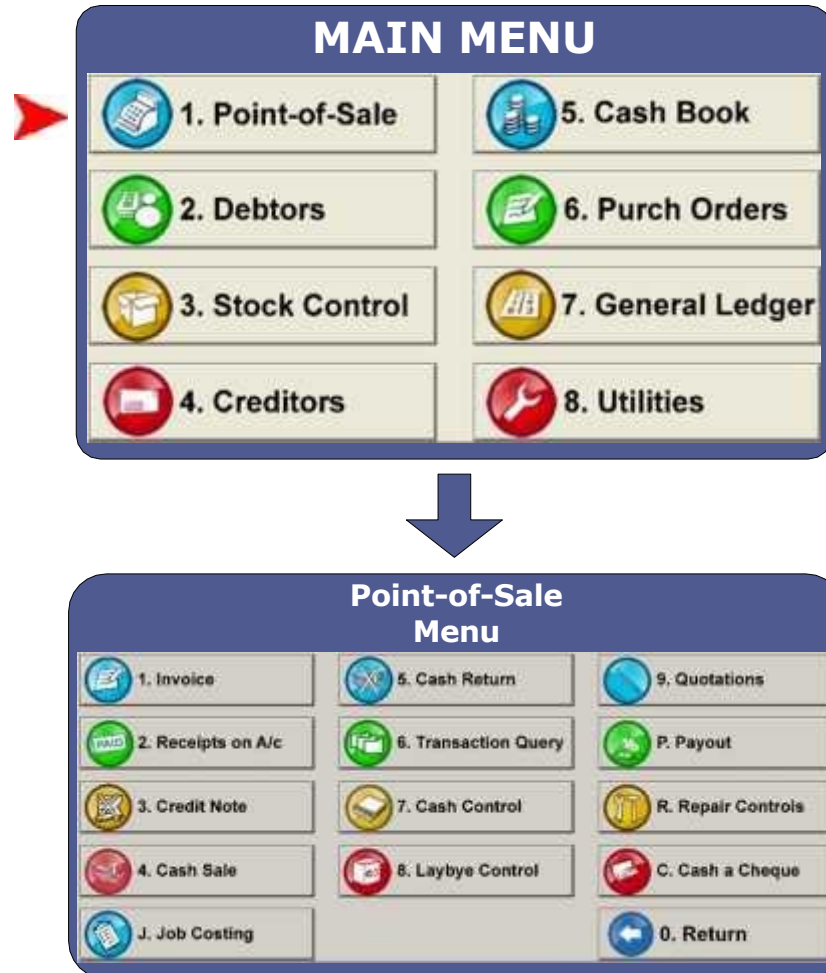 MAIN MENU
1. Point-of-Sale
5. Cash Book
2. Debtors
6. Purch Orders
3. Stock Control
7. General Ledger
4. Creditors
8. Utilities
Point-of-Sale
Menu
1. Invoice
5. Cash Return
9. Quotations
2. Receipts on A/c
6. Transaction Query
P. Payout
3. Credit Note
7. Cash Control
R. Repair Controls
4. Cash Sale
8. Laybye Control
C. Cash a Cheque
J. Job Costing
0. Return